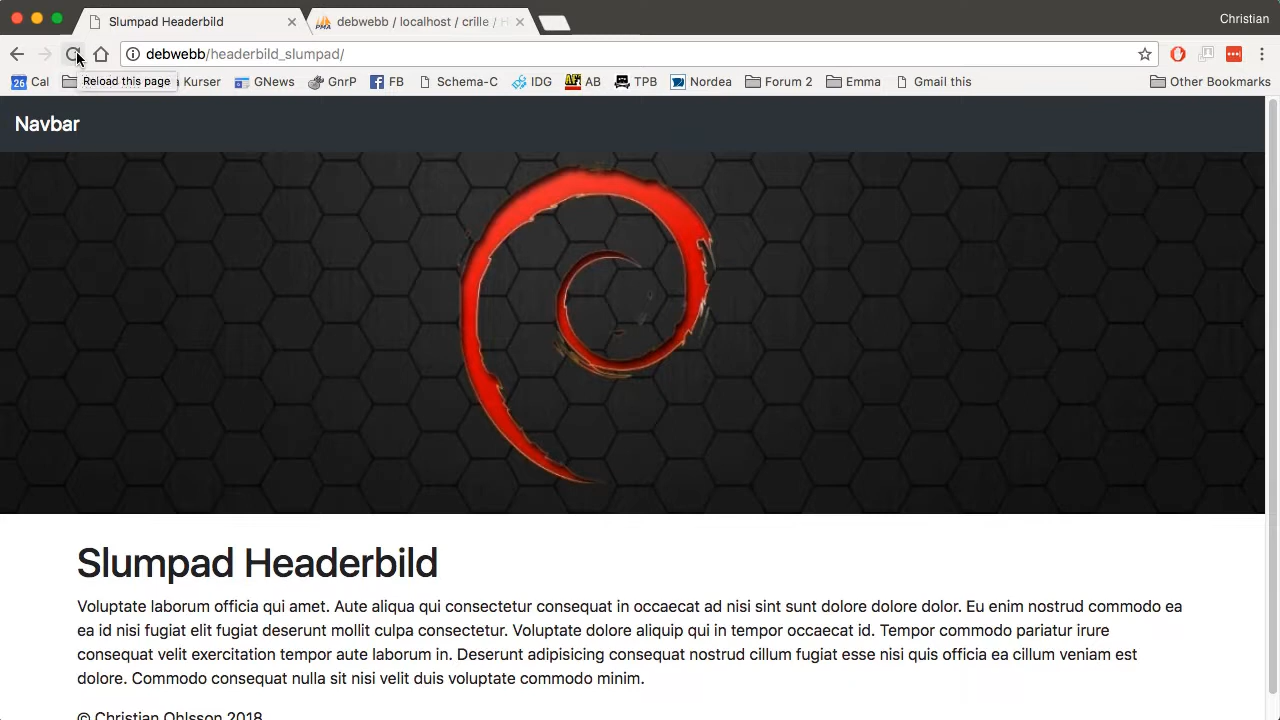 Slumpad Headerbild
debwebb / localhost / crille / H
Christian
debwebb/headerbild_slumpad/
26 Cal Kurser GNews GnrP FB Schema-C IDG AB TPB Nordea Forum 2 Emma Gmail this Other Bookmarks
Reload this page
Navbar
Slumpad Headerbild
Voluptate laborum officia qui amet. Aute aliqua qui consectetur consequat in occaecat ad nisi sint sunt dolore dolore dolor. Eu enim nostrud commodo ea
ea id nisi fugiat elit fugiat deserunt mollit culpa consectetur. Voluptate dolore aliquip qui in tempor occaecat id. Tempor commodo pariatur irure
consequat velit exercitation tempor aute laborum in. Deserunt adipisicing consequat nostrud cillum fugiat esse nisi quis officia ea cillum veniam est
dolore. Commodo consequat nulla sit nisi velit duis voluptate commodo minim.
© Christian Ohlsson 2018